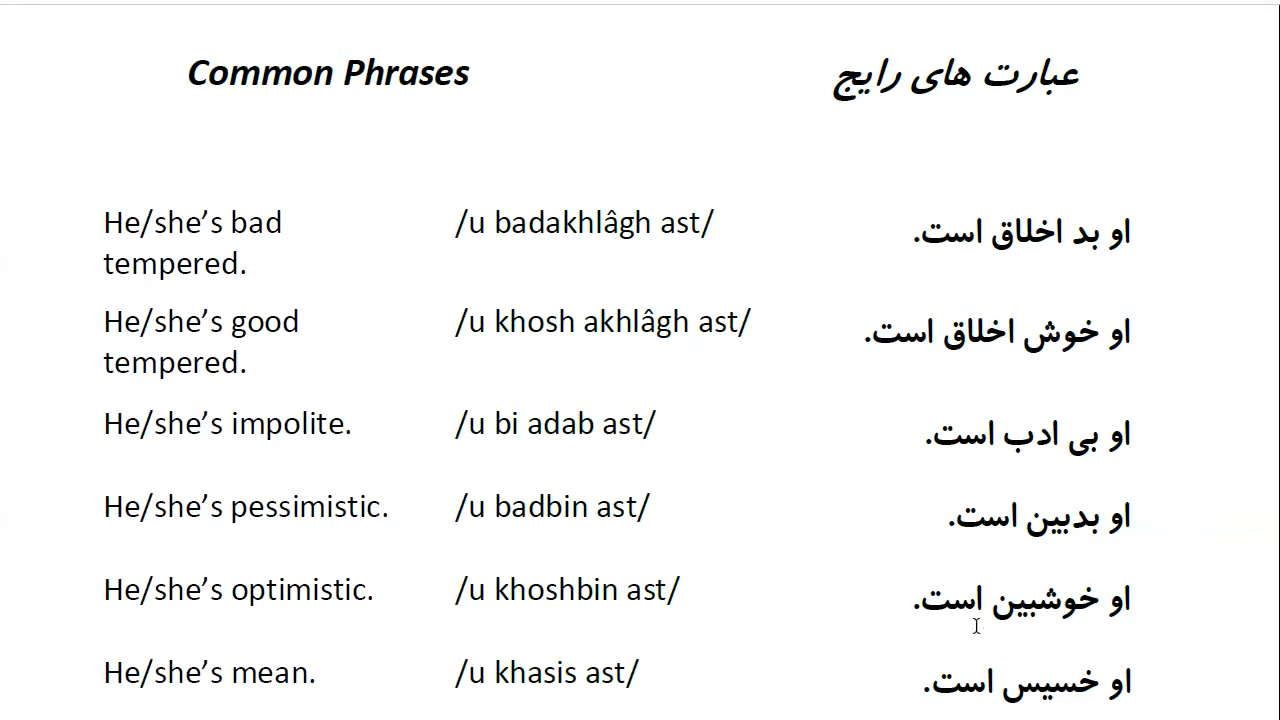 Common Phrases عبارت های رایج
He/she’s bad /u badakhlâgh ast/ او بد اخلاق است.
tempered.
He/she’s good /u khosh akhlâgh ast/ او خوش اخلاق است.
tempered.
He/she’s impolite. /u bi adab ast/ او بی ادب است.
He/she’s pessimistic. /u badbin ast/ او بدبین است.
He/she’s optimistic. /u khoshbin ast/ او خوشبین است.
He/she’s mean. /u khasis ast/ او خسیس است.